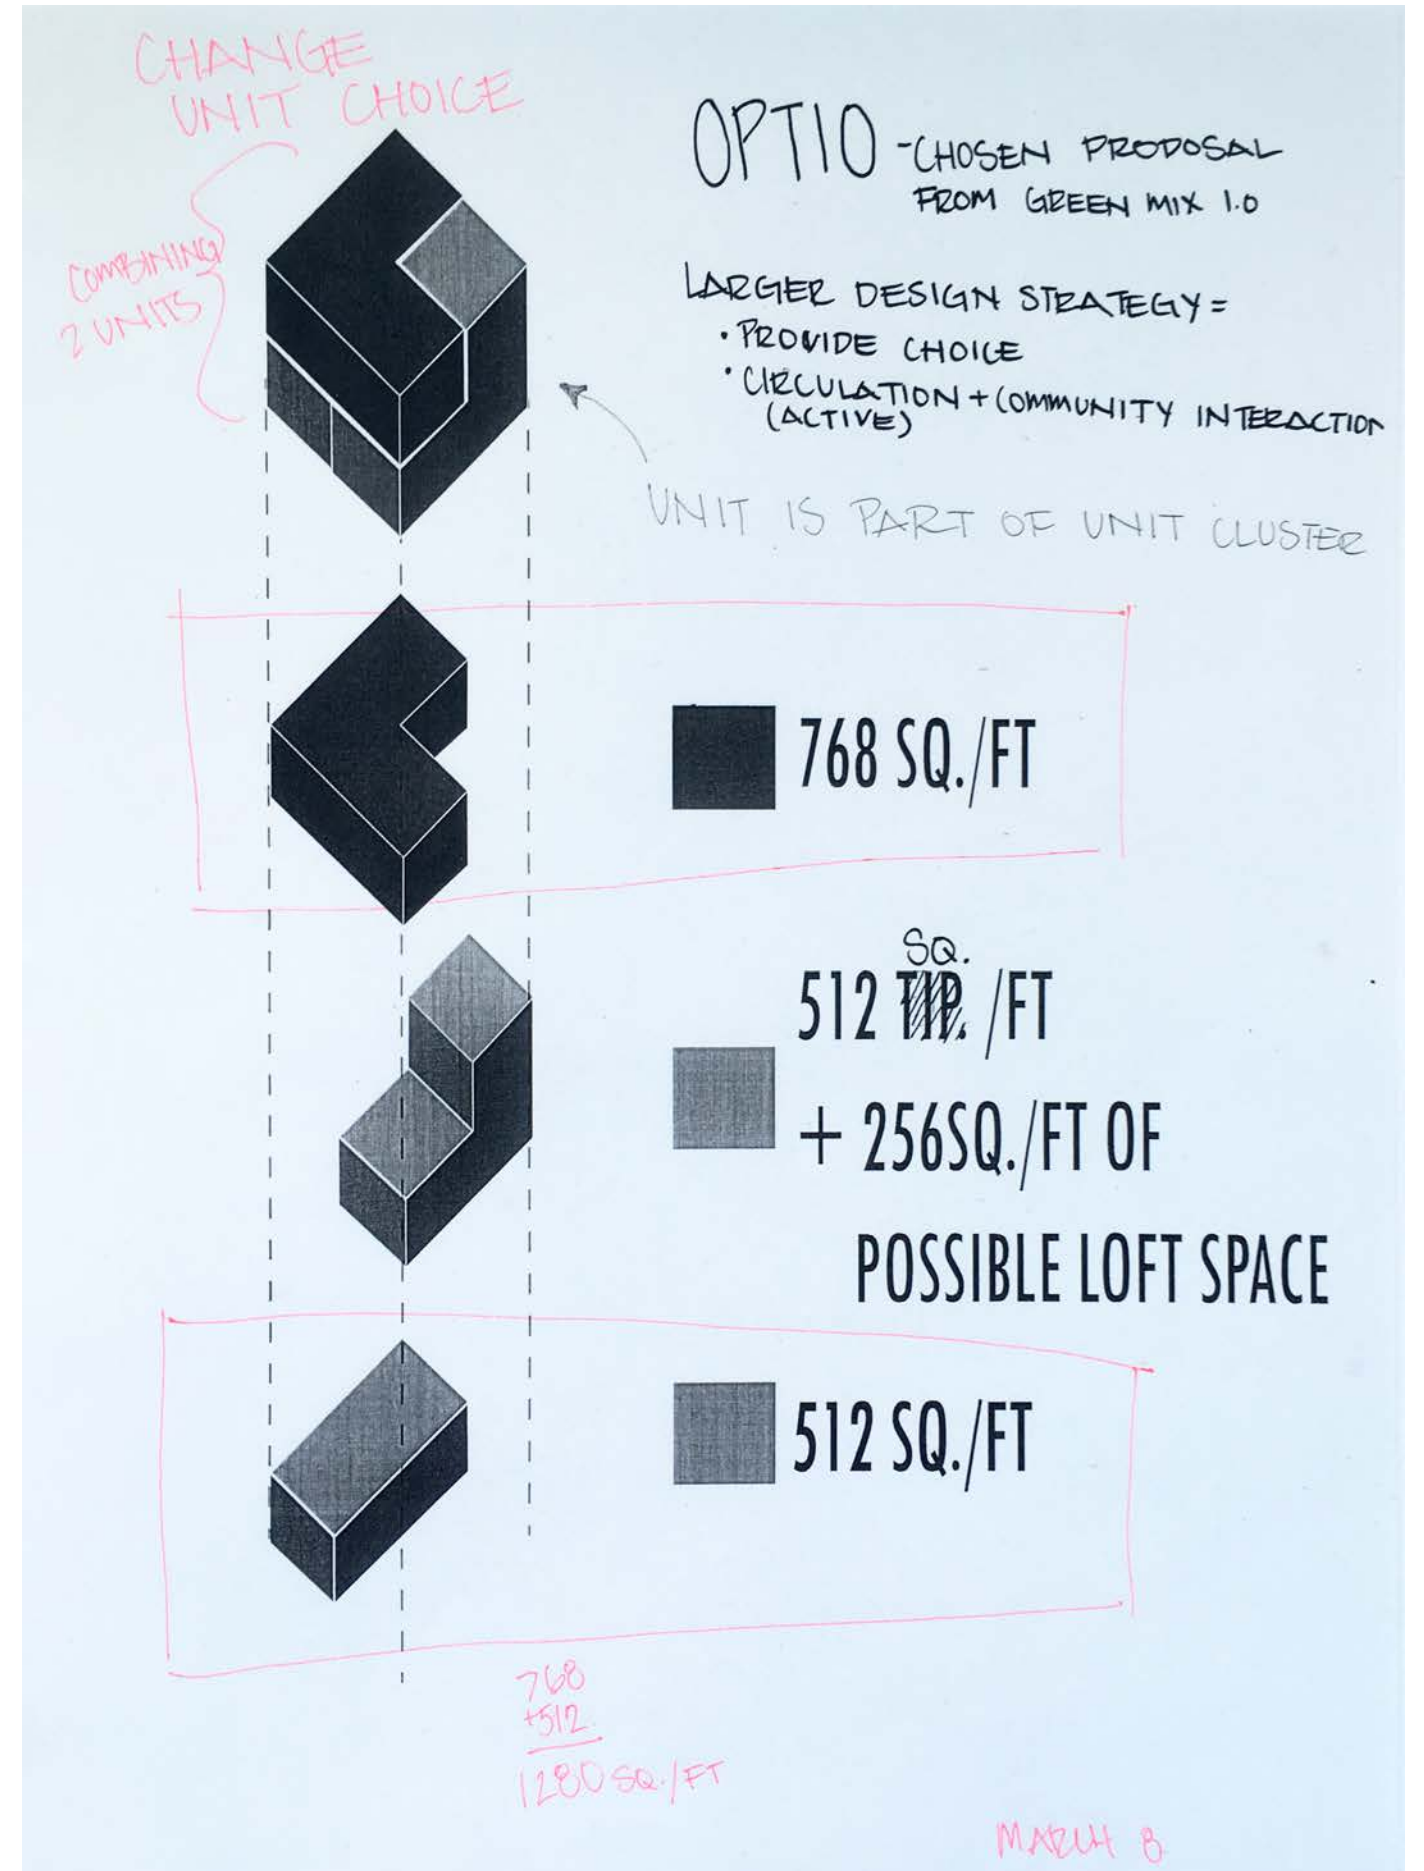 CHANGE
UNIT CHOICE
COMBINING
2 UNITS
OPTIO - CHOSEN PROPOSAL
FROM GREEN MIX 1.0
LARGER DESIGN STRATEGY =
• PROVIDE CHOICE
• CIRCULATION + COMMUNITY INTERACTION
(ACTIVE)
UNIT IS PART OF UNIT CLUSTER
768 SQ./FT
SQ.
512 TIP. /FT
+ 256SQ./FT OF
POSSIBLE LOFT SPACE
512 SQ./FT
768
+512
1280 SQ./FT
MARCH 8